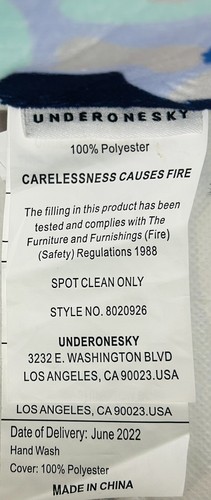 UNDERONESKY
100% Polyester
CARELESSNESS CAUSES FIRE
The filling in this product has been
tested and complies with The
Furniture and Furnishings (Fire)
(Safety) Regulations 1988
SPOT CLEAN ONLY
STYLE NO. 8020926
UNDERONESKY
3232 E. WASHINGTON BLVD
LOS ANGELES, CA 90023.USA
LOS ANGELES, CA 90023.USA
Date of Delivery: June 2022
Hand Wash
Cover: 100% Polyester
MADE IN CHINA